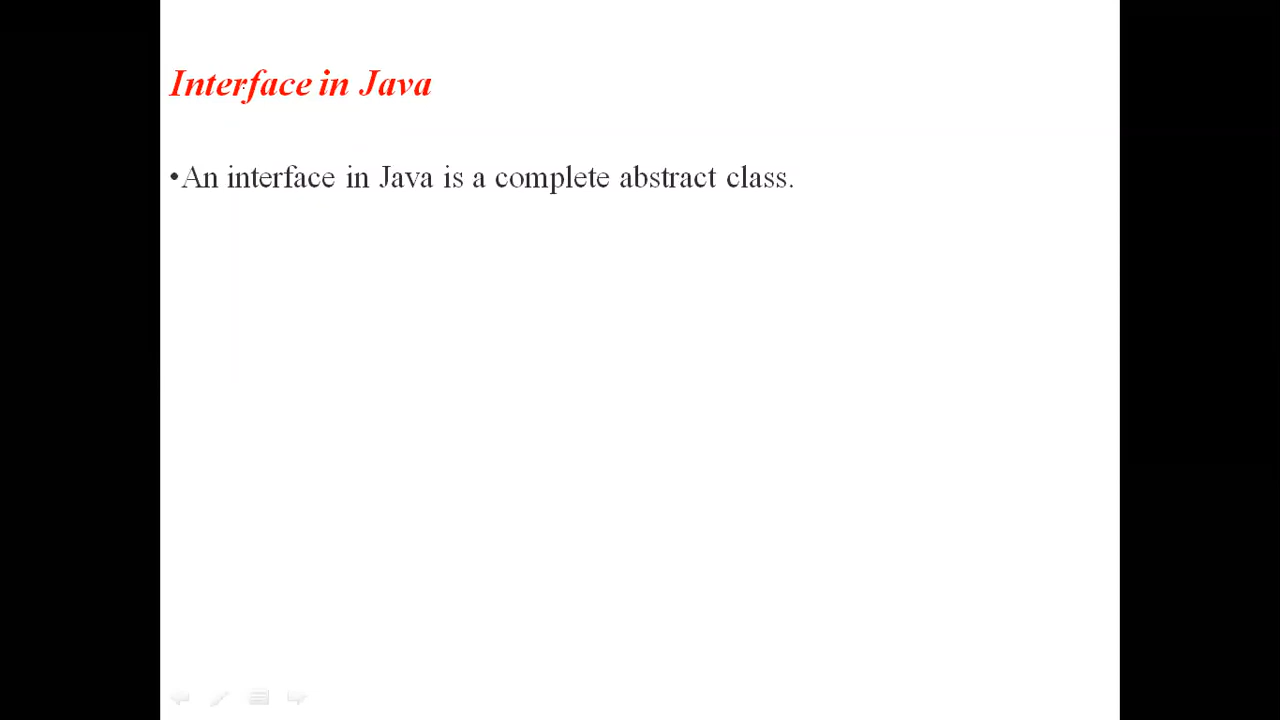 Interface in Java
•An interface in Java is a complete abstract class.